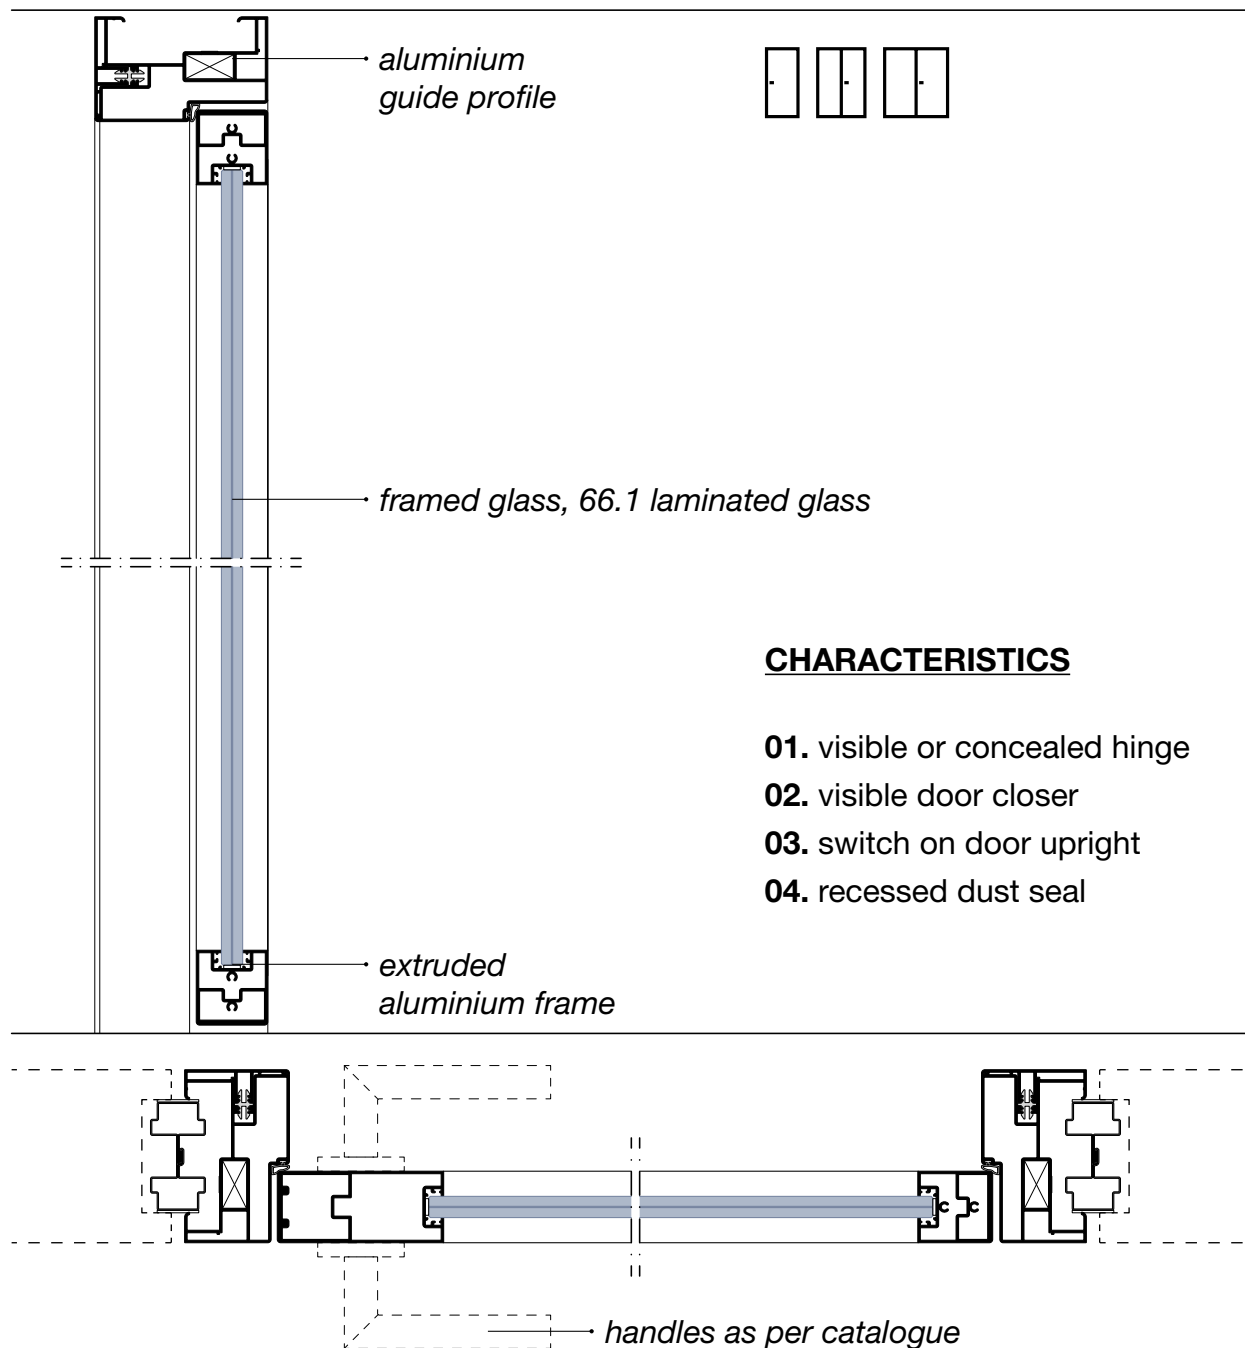 aluminium
guide profile
framed glass, 66.1 laminated glass
CHARACTERISTICS
01. visible or concealed hinge
02. visible door closer
03. switch on door upright
04. recessed dust seal
extruded
aluminium frame
handles as per catalogue